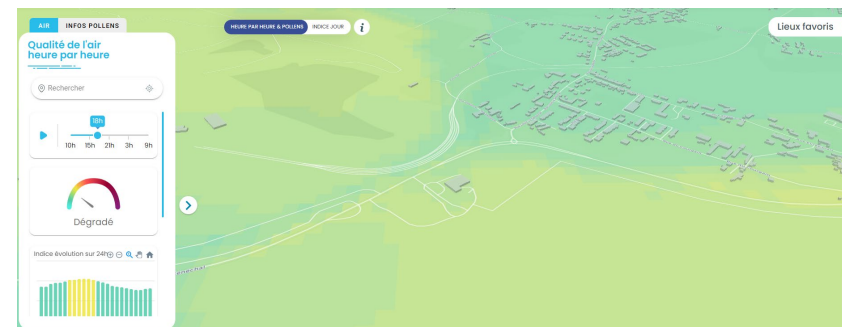 AIR INFOS POLLENS
HEURE PAR HEURE & POLLENS INDICE JOUR i
Lieux favoris
Qualité de l'air
heure par heure
Rechercher
18h
10h 15h 21h 3h 9h
Dégradé
Indice évolution sur 24h